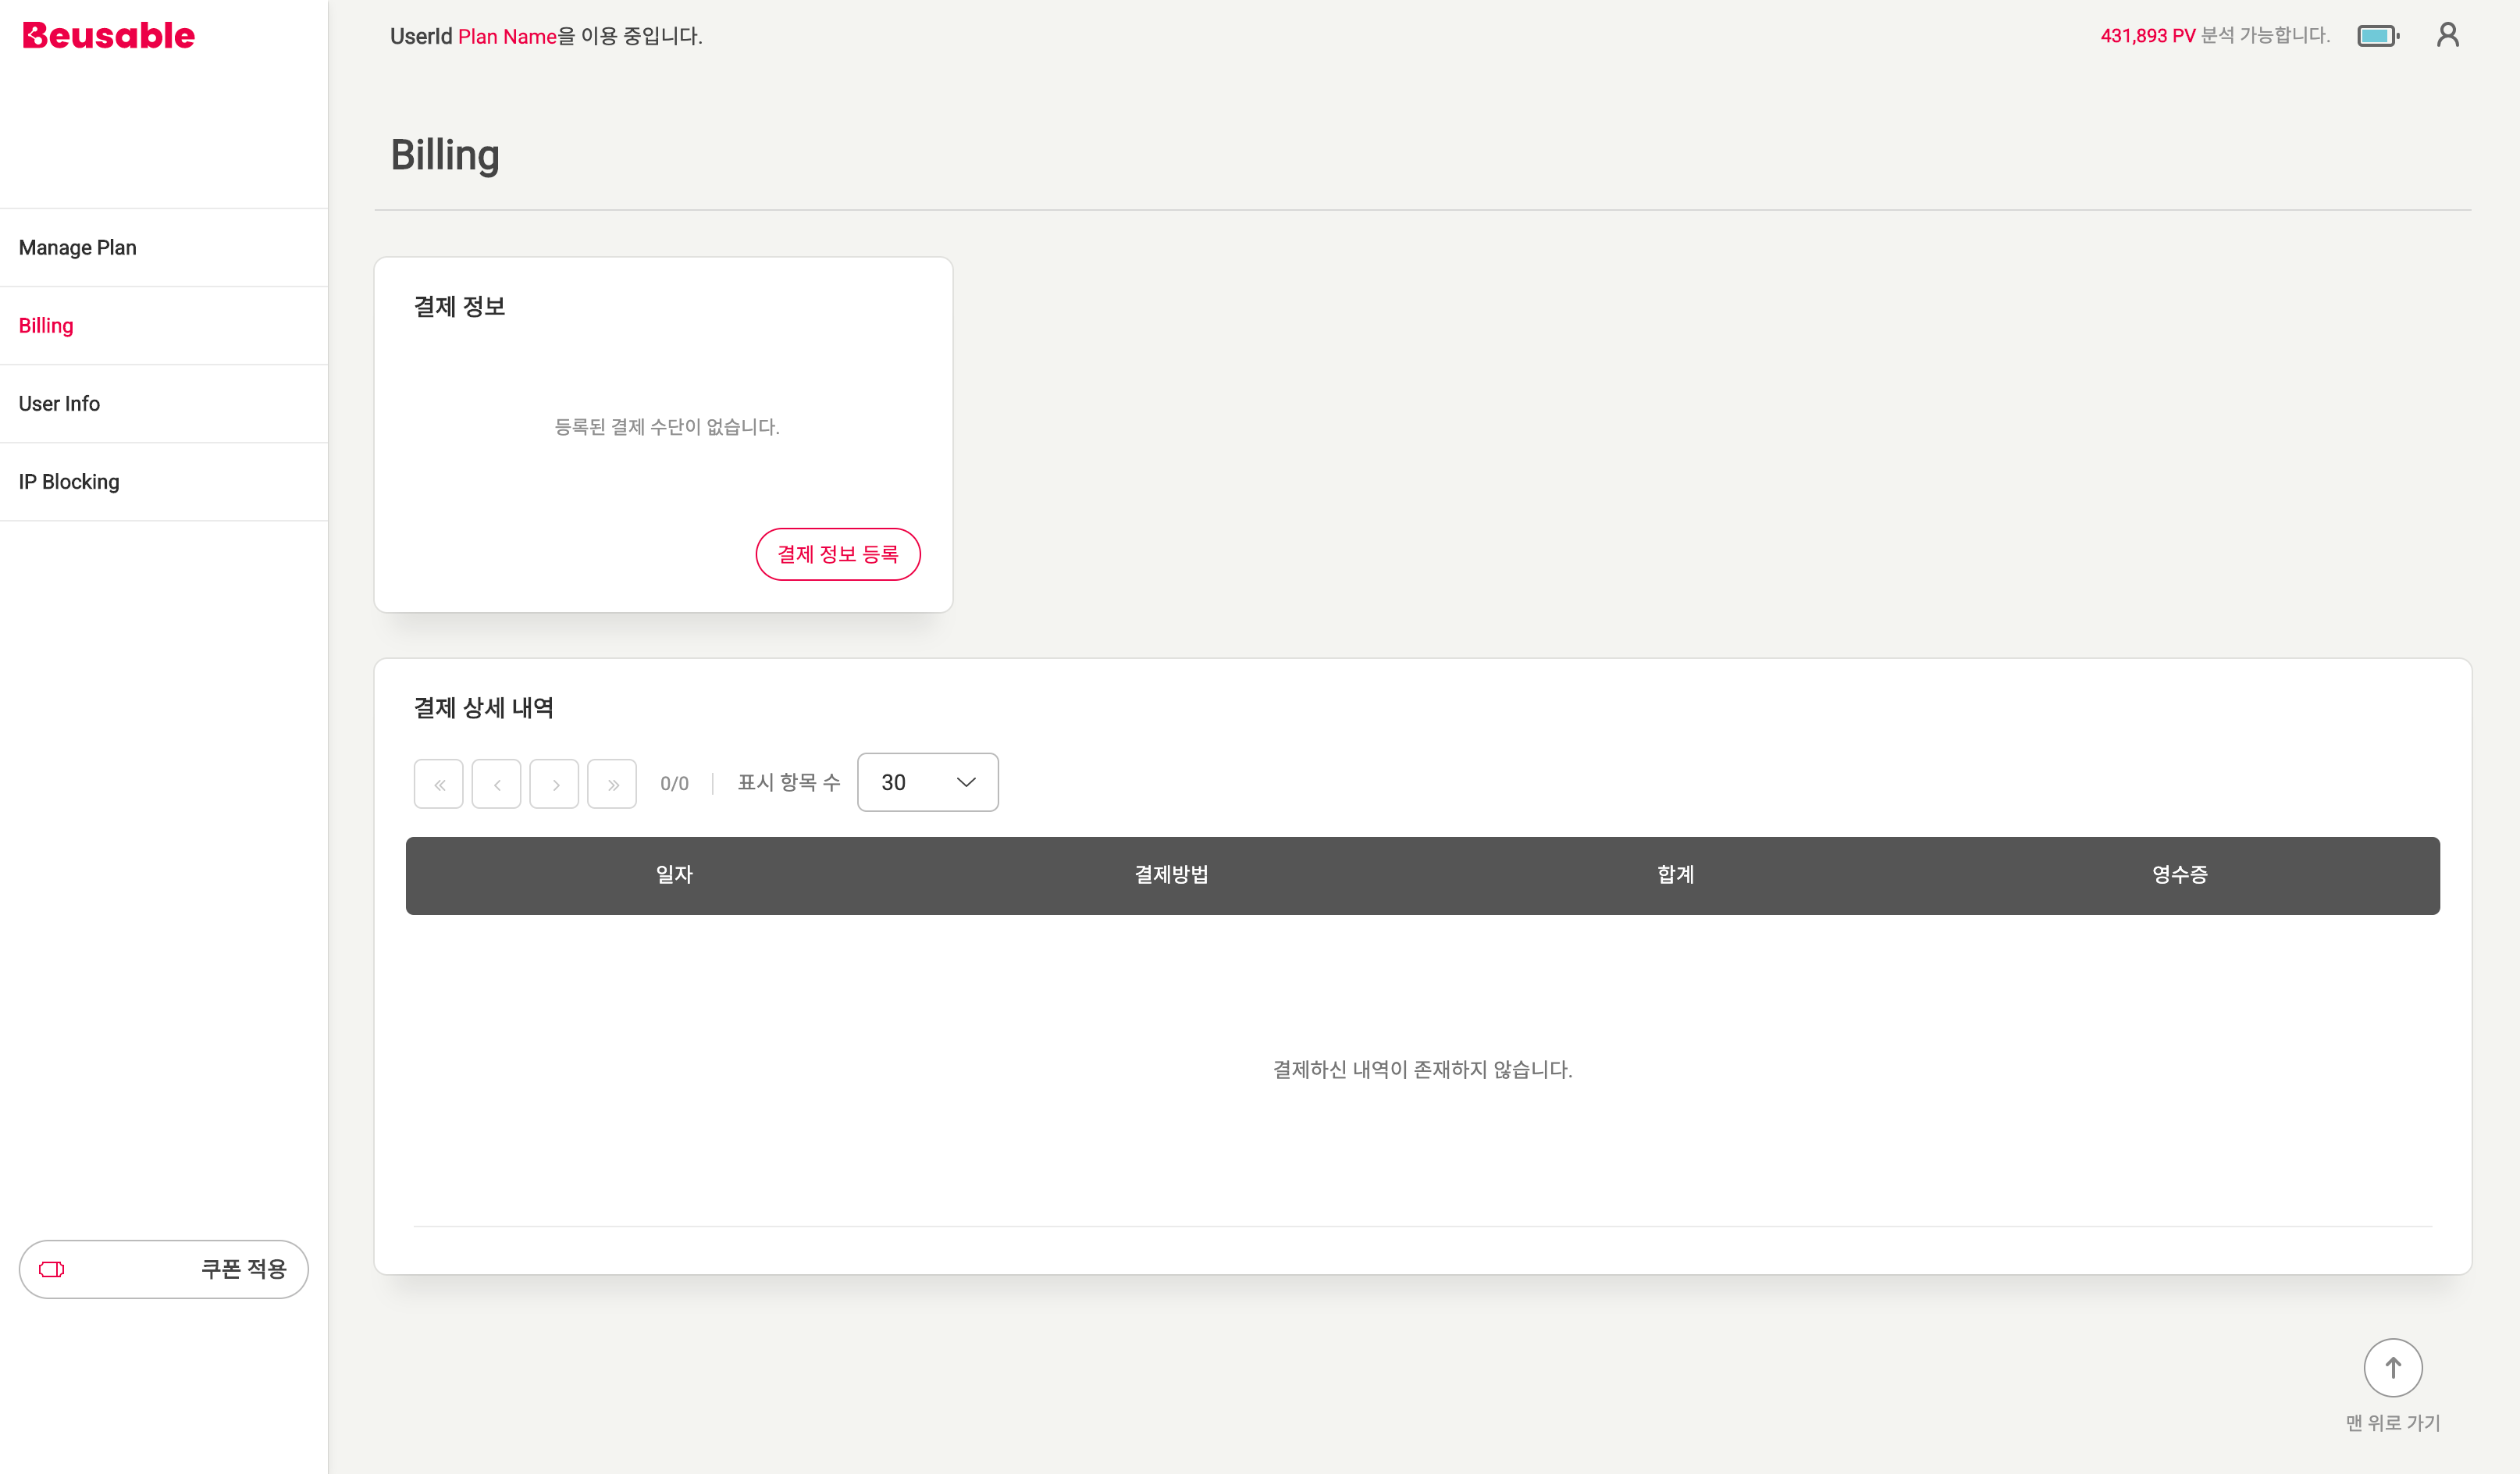 Beusable
UserId Plan Name을 이용 중입니다.
431,893 PV 분석 가능합니다.
Billing
Manage Plan
Billing
User Info
IP Blocking
쿠폰 적용
결제 정보
등록된 결제 수단이 없습니다.
결제 정보 등록
결제 상세 내역
« ‹ › » 0/0 표시 항목 수 30
일자 결제방법 합계 영수증
결제하신 내역이 존재하지 않습니다.
맨 위로 가기